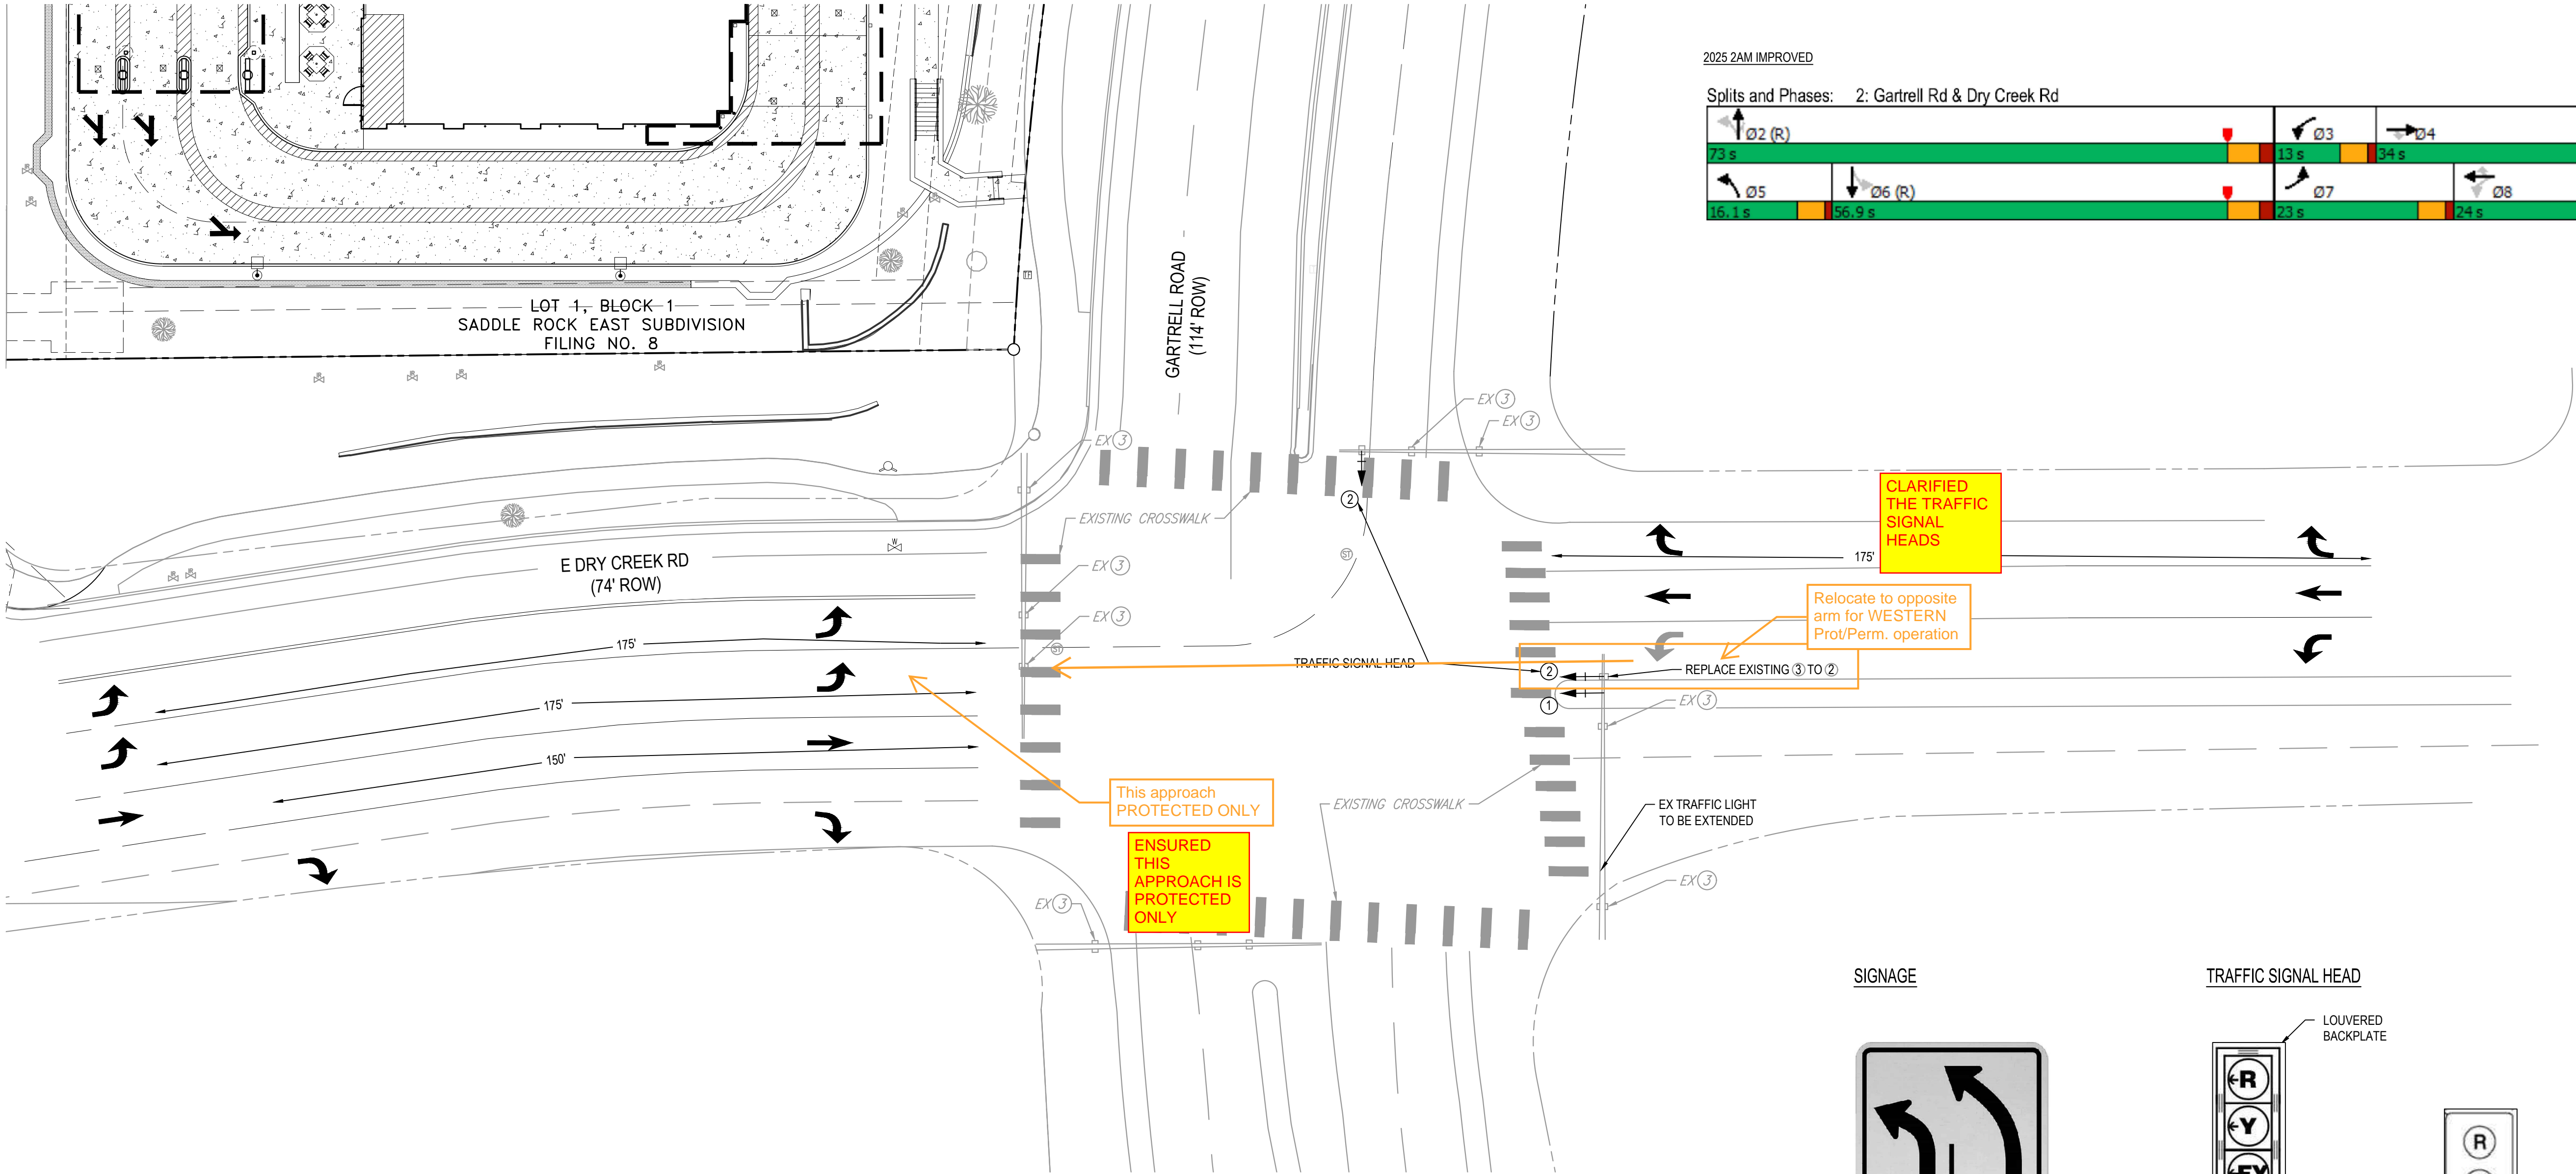 2025 2AM IMPROVED
Splits and Phases: 2: Gartrell Rd & Dry Creek Rd
Ø2 (R)
Ø3
Ø4
73 s
13 s
34 s
Ø5
Ø6 (R)
Ø7
Ø8
16.1 s
56.9 s
23 s
24 s
LOT 1, BLOCK 1
SADDLE ROCK EAST SUBDIVISION
FILING NO. 8
GARTRELL ROAD
(114' ROW)
EX 3
EX 3
EX 3
2
EXISTING CROSSWALK
CLARIFIED
THE TRAFFIC
SIGNAL
HEADS
ST
W
E DRY CREEK RD
(74' ROW)
EX 3
175'
Relocate to opposite
arm for WESTERN
Prot/Perm. operation
EX 3
175'
ST
TRAFFIC SIGNAL HEAD
2
REPLACE EXISTING 3 TO 2
1
EX 3
175'
150'
This approach
PROTECTED ONLY
EXISTING CROSSWALK
EX TRAFFIC LIGHT
TO BE EXTENDED
ENSURED
THIS
APPROACH IS
PROTECTED
ONLY
EX 3
EX 3
SIGNAGE
TRAFFIC SIGNAL HEAD
LOUVERED
BACKPLATE
R
Y
FY
R